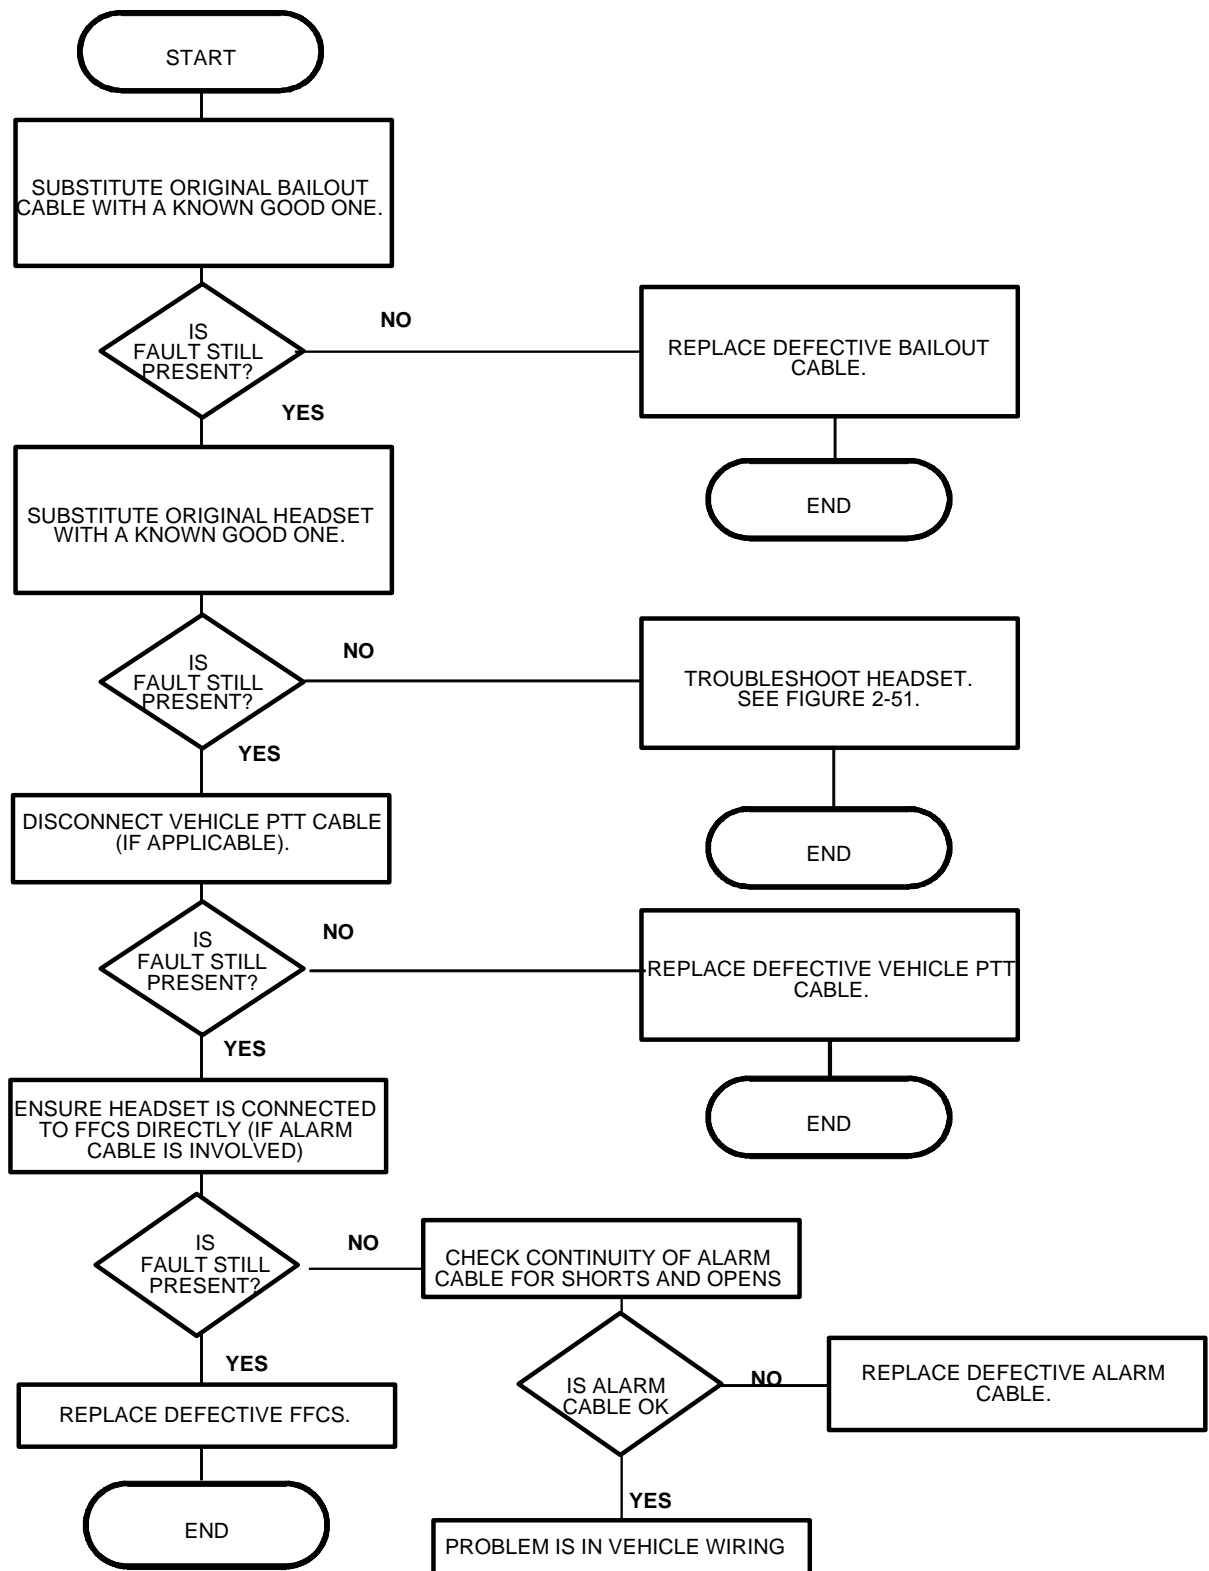 START
SUBSTITUTE ORIGINAL BAILOUT
CABLE WITH A KNOWN GOOD ONE.
IS
FAULT STILL
PRESENT?
NO
REPLACE DEFECTIVE BAILOUT
CABLE.
YES
END
SUBSTITUTE ORIGINAL HEADSET
WITH A KNOWN GOOD ONE.
IS
FAULT STILL
PRESENT?
NO
TROUBLESHOOT HEADSET.
SEE FIGURE 2-51.
YES
END
DISCONNECT VEHICLE PTT CABLE
(IF APPLICABLE).
IS
FAULT STILL
PRESENT?
NO
REPLACE DEFECTIVE VEHICLE PTT
CABLE.
YES
END
ENSURE HEADSET IS CONNECTED
TO FFCS DIRECTLY (IF ALARM
CABLE IS INVOLVED)
IS
FAULT STILL
PRESENT?
NO
CHECK CONTINUITY OF ALARM
CABLE FOR SHORTS AND OPENS
YES
IS ALARM
CABLE OK
NO
REPLACE DEFECTIVE ALARM
CABLE.
REPLACE DEFECTIVE FFCS.
YES
END
PROBLEM IS IN VEHICLE WIRING